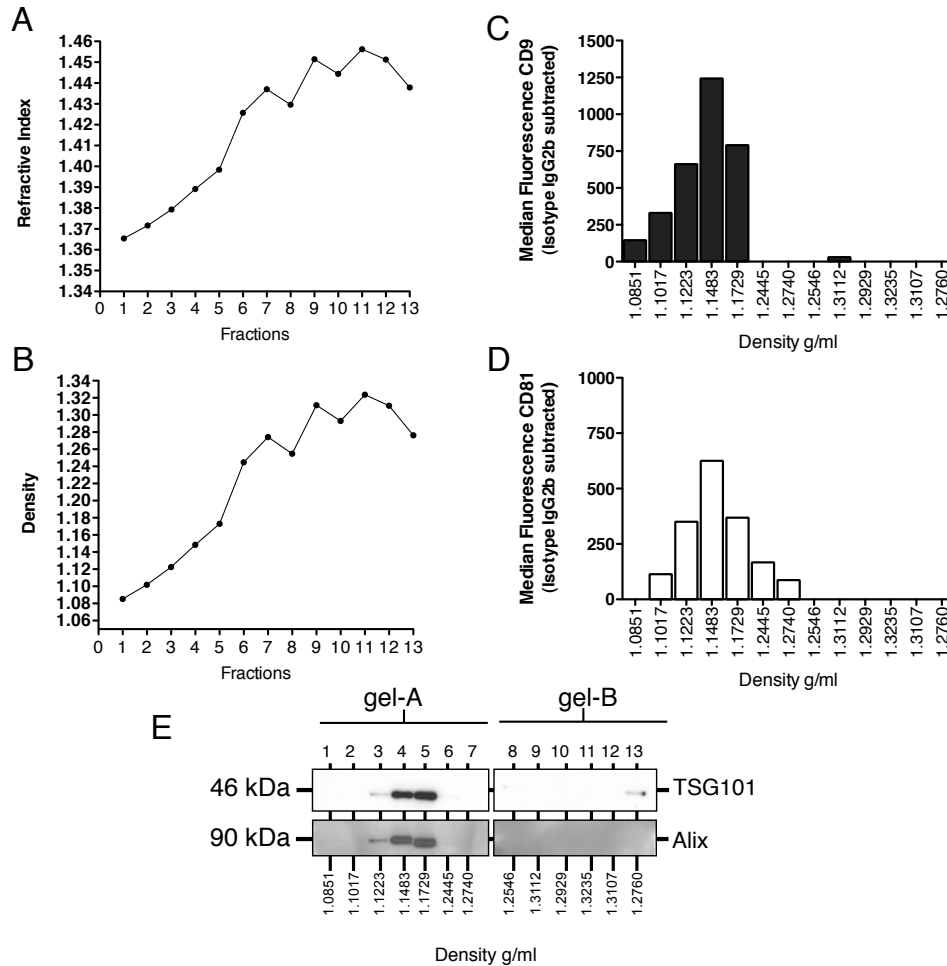 A
Refractive Index
1.46
1.45
1.44
1.43
1.42
1.41
1.40
1.39
1.38
1.37
1.36
1.35
1.34
0 1 2 3 4 5 6 7 8 9 10 11 12 13
Fractions
B
Density
1.34
1.32
1.30
1.28
1.26
1.24
1.22
1.20
1.18
1.16
1.14
1.12
1.10
1.08
1.06
0 1 2 3 4 5 6 7 8 9 10 11 12 13
Fractions
C
Median Fluorescence CD9
(Isotype IgG2b subtracted)
1500
1250
1000
750
500
250
0
1.0851 1.1017 1.1223 1.1483 1.1729 1.2445 1.2740 1.2546 1.3112 1.2929 1.3235 1.3107 1.2760
Density g/ml
D
Median Fluorescence CD81
(Isotype IgG2b subtracted)
1000
750
500
250
0
1.0851 1.1017 1.1223 1.1483 1.1729 1.2445 1.2740 1.2546 1.3112 1.2929 1.3235 1.3107 1.2760
Density g/ml
E
gel-A gel-B
1 2 3 4 5 6 7 8 9 10 11 12 13
46 kDa TSG101
90 kDa Alix
1.0851 1.1017 1.1223 1.1483 1.1729 1.2445 1.2740 1.2546 1.3112 1.2929 1.3235 1.3107 1.2760
Density g/ml